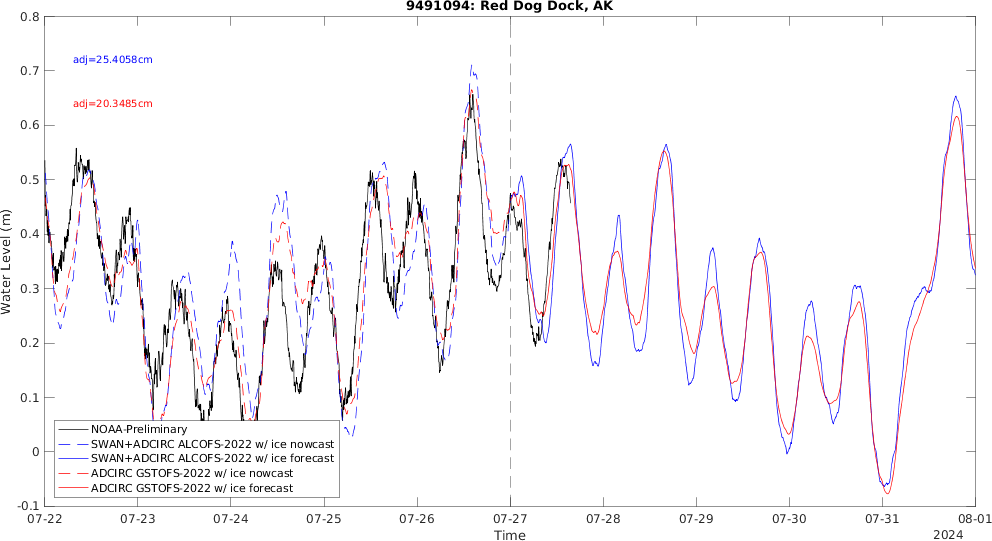 9491094: Red Dog Dock, AK
adj=25.4058cm
adj=20.3485cm
Water Level (m)
0.8
0.7
0.6
0.5
0.4
0.3
0.2
0.1
0
-0.1
NOAA-Preliminary
SWAN+ADCIRC ALCOFS-2022 w/ ice nowcast
SWAN+ADCIRC ALCOFS-2022 w/ ice forecast
ADCIRC GSTOFS-2022 w/ ice nowcast
ADCIRC GSTOFS-2022 w/ ice forecast
07-22 07-23 07-24 07-25 07-26 07-27 07-28 07-29 07-30 07-31 08-01
Time
2024